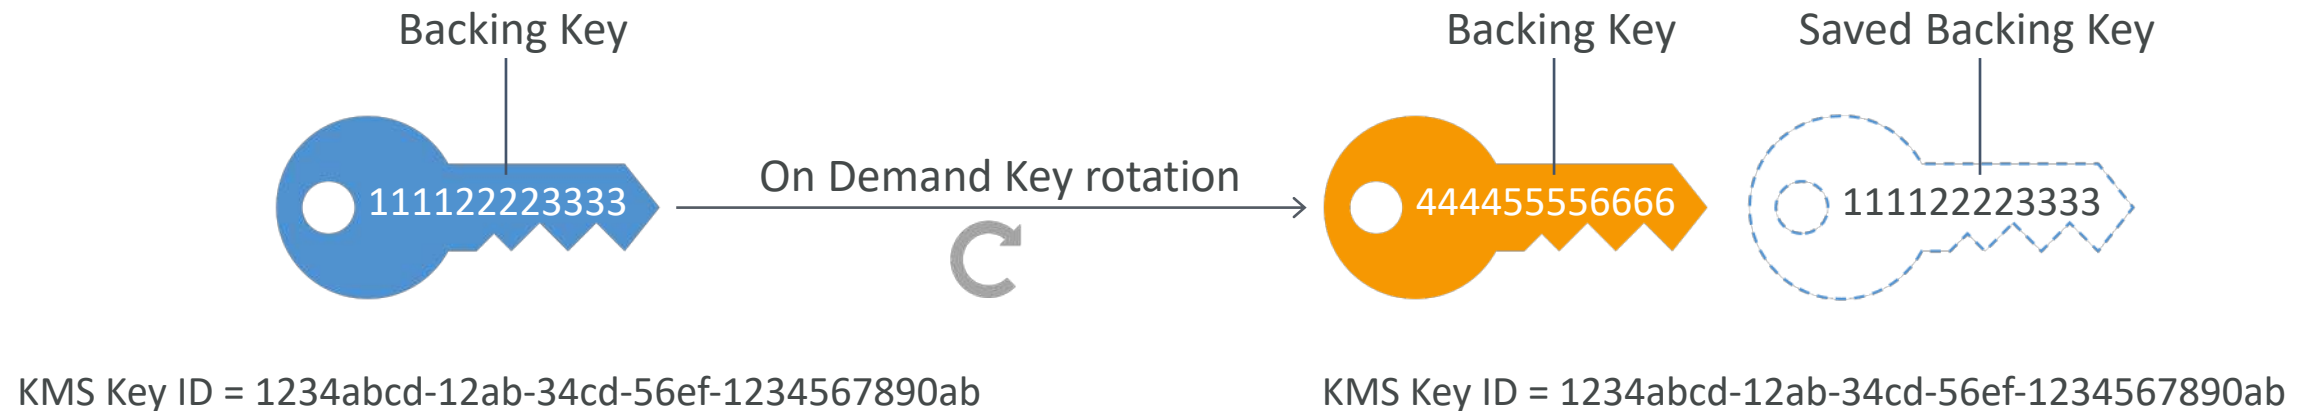 Backing Key
Backing Key
Saved Backing Key
111122223333
On Demand Key rotation
444455556666
111122223333
KMS Key ID = 1234abcd-12ab-34cd-56ef-1234567890ab
KMS Key ID = 1234abcd-12ab-34cd-56ef-1234567890ab